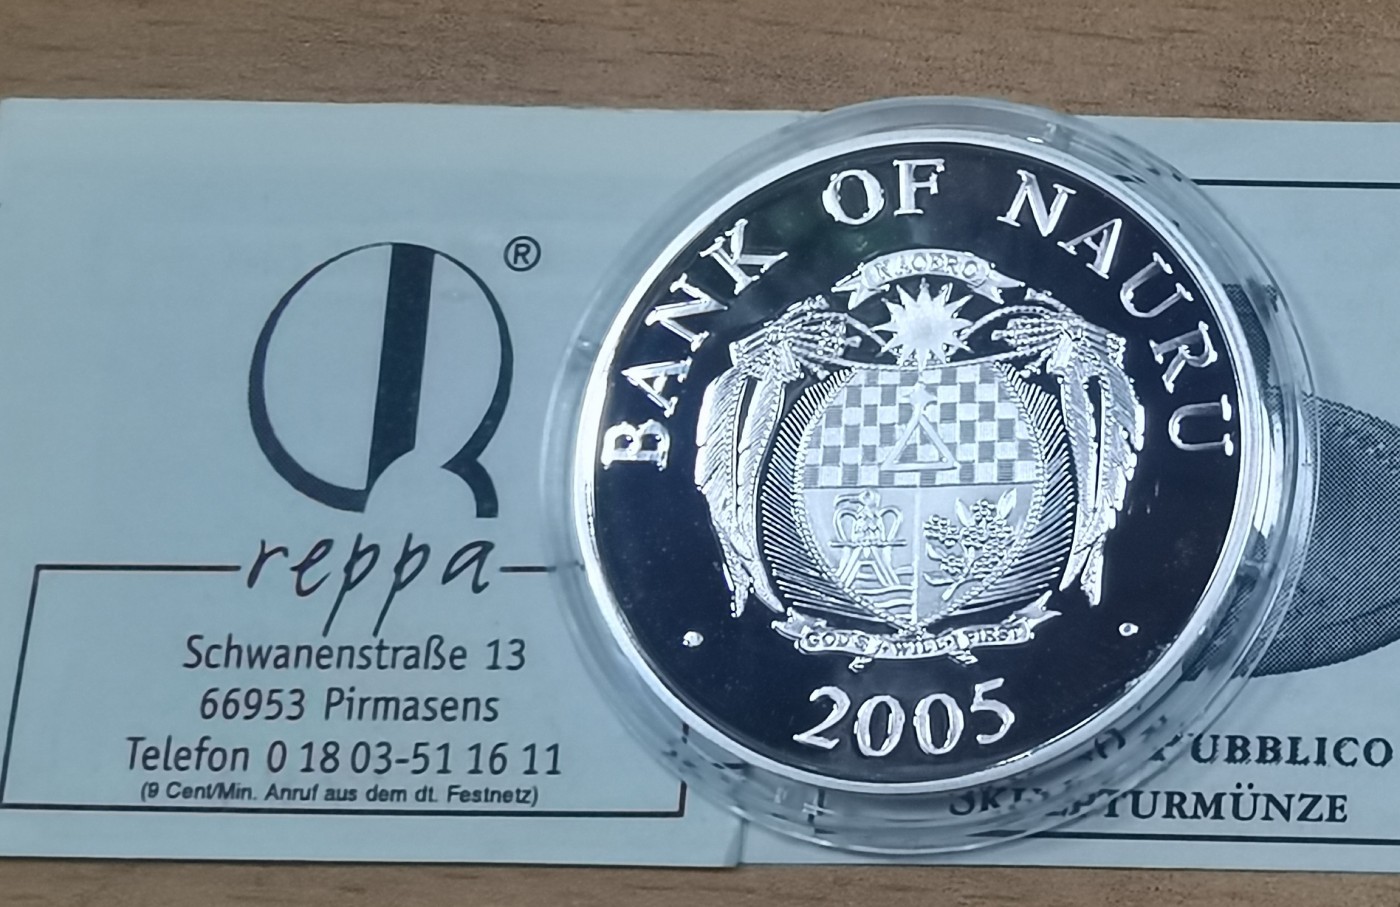 ®
reppa
Schwanenstraße 13
66953 Pirmasens
Telefon 0 18 03-51 16 11
(9 Cent/Min. Anruf aus dem dt. Festnetz)
BANK OF NAURU
NAOERO
GOD'S WILL FIRST
2005
PUBBLICO
SKULPTURMÜNZE